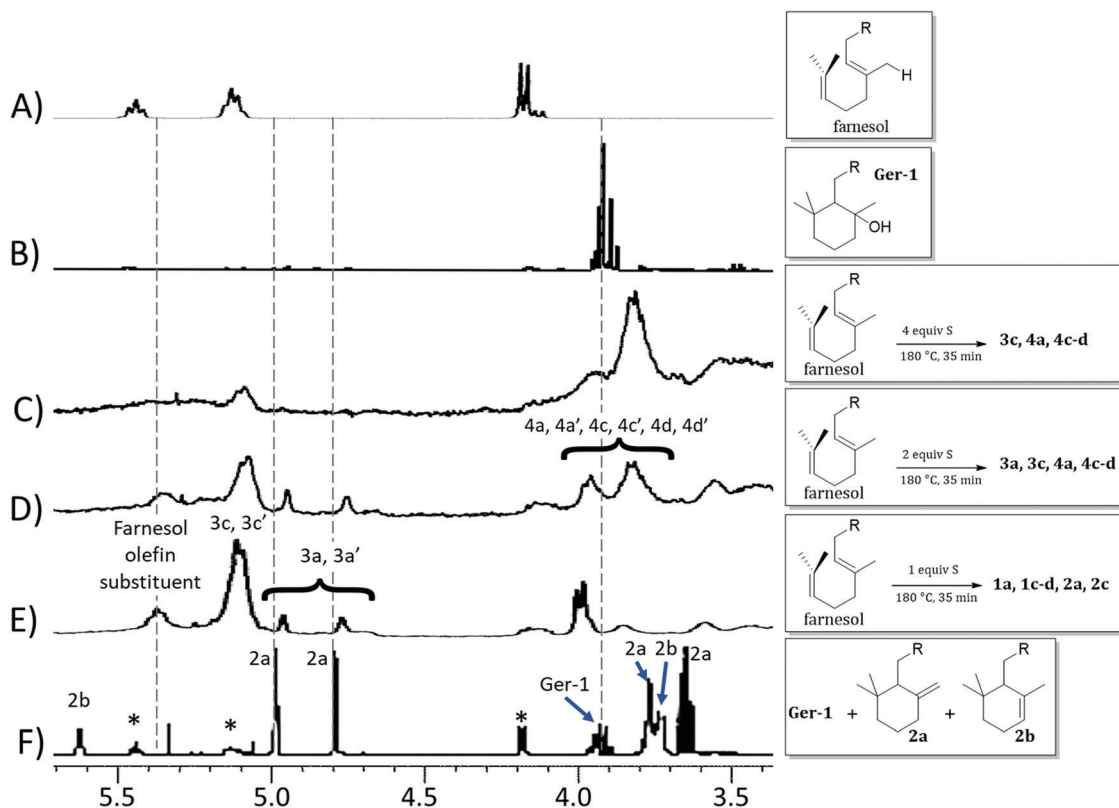 A)
R
H
farnesol
B)
R
Ger-1
OH
C)
R
farnesol
4 equiv S
180 °C, 35 min
3c, 4a, 4c-d
D)
4a, 4a’, 4c, 4c’, 4d, 4d’
R
farnesol
2 equiv S
180 °C, 35 min
3a, 3c, 4a, 4c-d
E)
Farnesol
olefin
substituent
3c, 3c’
3a, 3a’
R
farnesol
1 equiv S
180 °C, 35 min
1a, 1c-d, 2a, 2c
F)
2b
*
*
2a
2a
*
Ger-1
2a
2b
2a
Ger-1 +
R
2a
+
R
2b
5.5
5.0
4.5
4.0
3.5